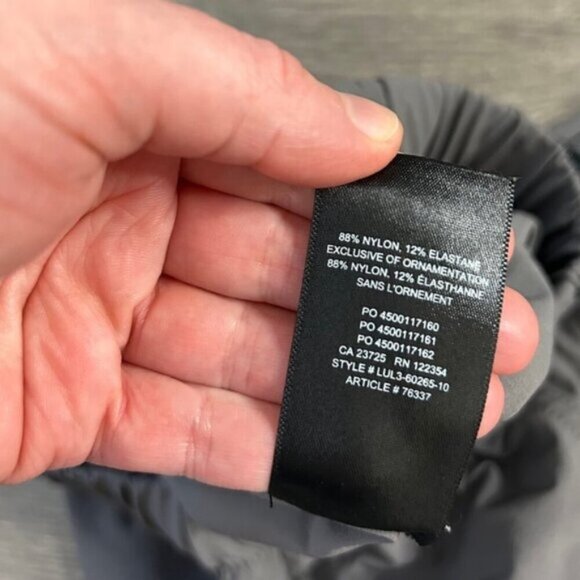 88% NYLON, 12% ELASTANE
EXCLUSIVE OF ORNAMENTATION
88% NYLON, 12% ÉLASTHANNE
SANS L'ORNEMENT
PO 4500117160
PO 4500117161
PO 4500117162
CA 23725 RN 122354
STYLE # LUL3-60265-10
ARTICLE # 76337